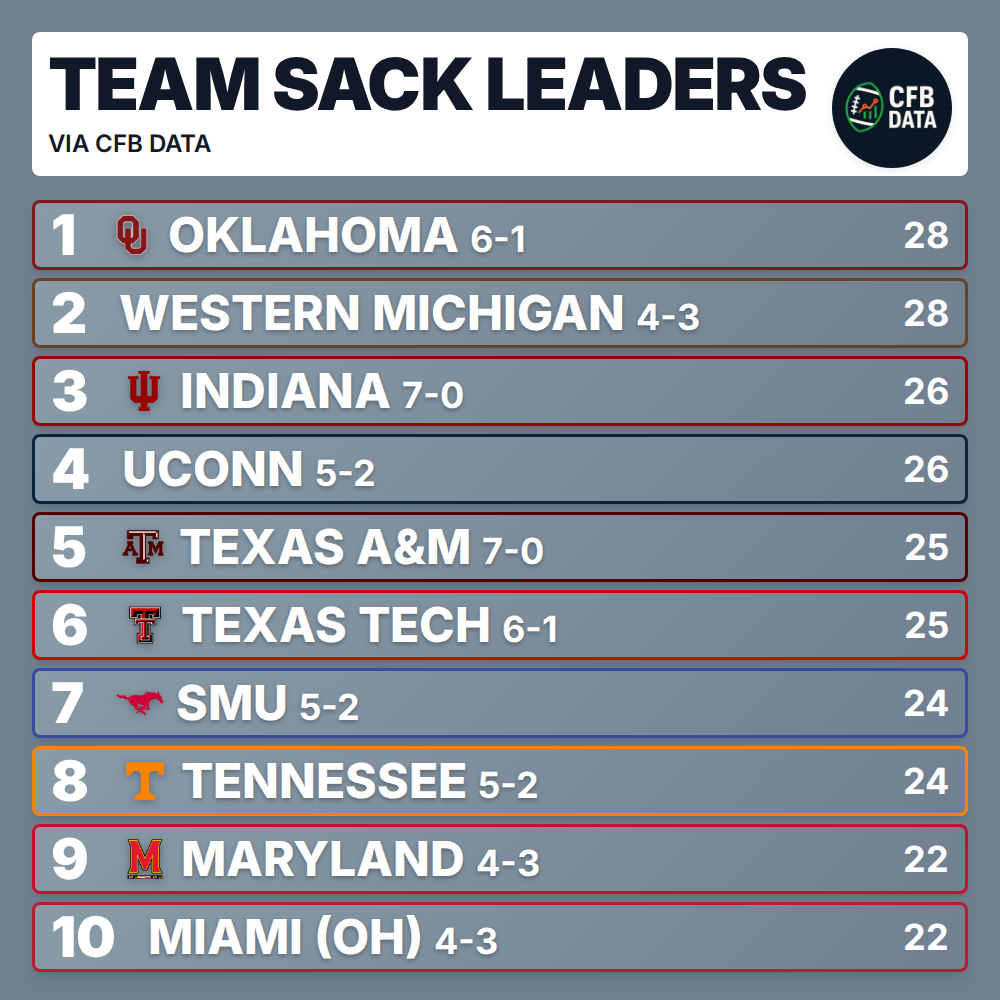 TEAM SACK LEADERS
VIA CFB DATA
CFB
DATA
1 OU OKLAHOMA 6-1 28
2 WESTERN MICHIGAN 4-3 28
3 INDIANA 7-0 26
4 UCONN 5-2 26
5 ATM TEXAS A&M 7-0 25
6 TT TEXAS TECH 6-1 25
7 SMU 5-2 24
8 T TENNESSEE 5-2 24
9 M MARYLAND 4-3 22
10 MIAMI (OH) 4-3 22